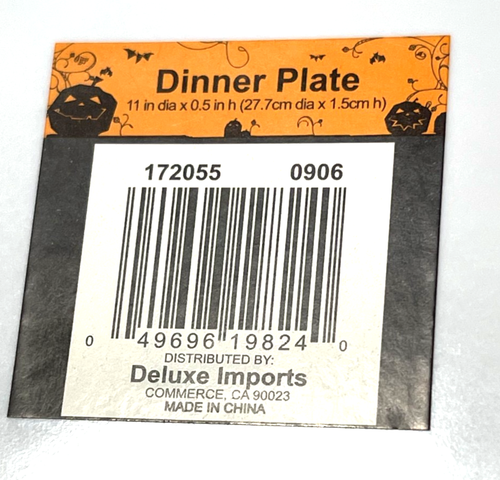 Dinner Plate
11 in dia x 0.5 in h (27.7cm dia x 1.5cm h)
172055 0906
0 49696 19824 0
DISTRIBUTED BY:
Deluxe Imports
COMMERCE, CA 90023
MADE IN CHINA